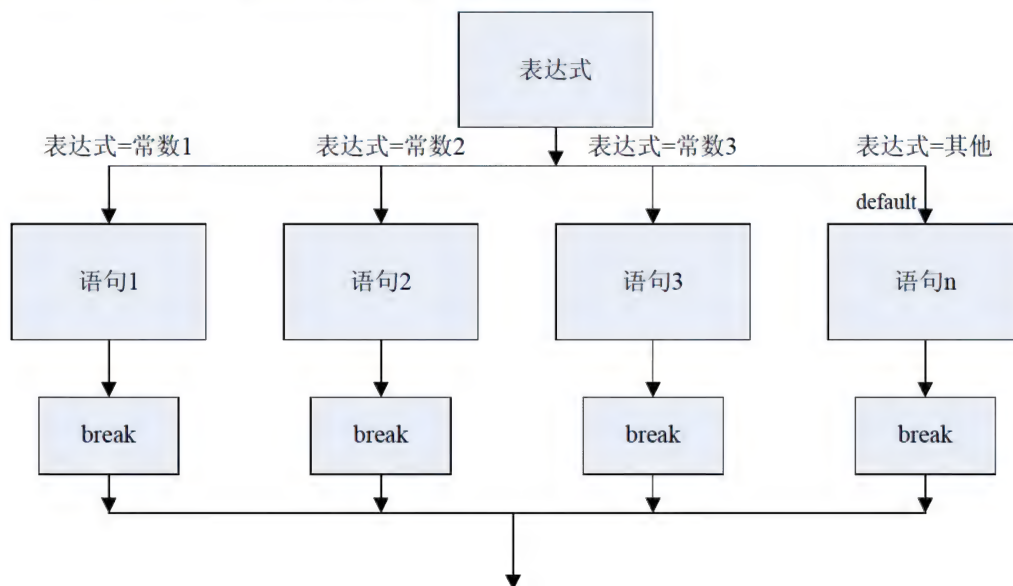 表达式
表达式=常数1
表达式=常数2
表达式=常数3
表达式=其他
default
语句1
语句2
语句3
语句n
break
break
break
break